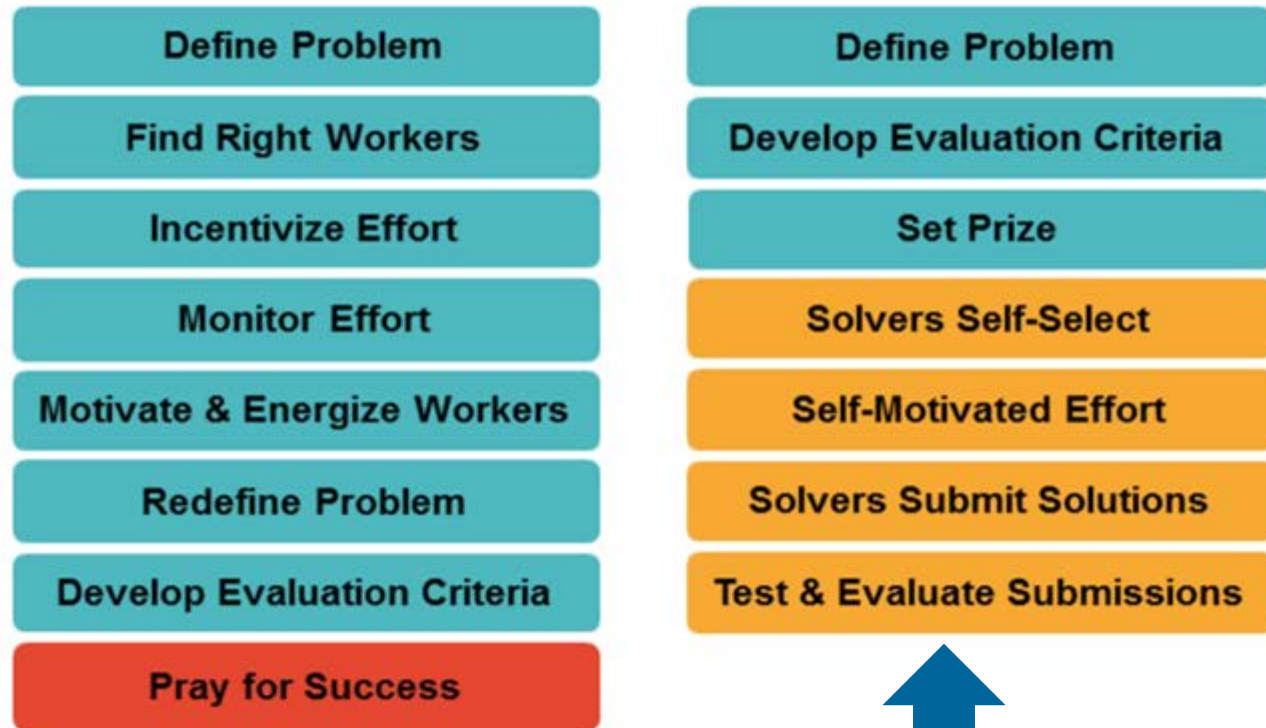 Define Problem
Find Right Workers
Incentivize Effort
Monitor Effort
Motivate & Energize Workers
Redefine Problem
Develop Evaluation Criteria
Pray for Success
Define Problem
Develop Evaluation Criteria
Set Prize
Solvers Self-Select
Self-Motivated Effort
Solvers Submit Solutions
Test & Evaluate Submissions